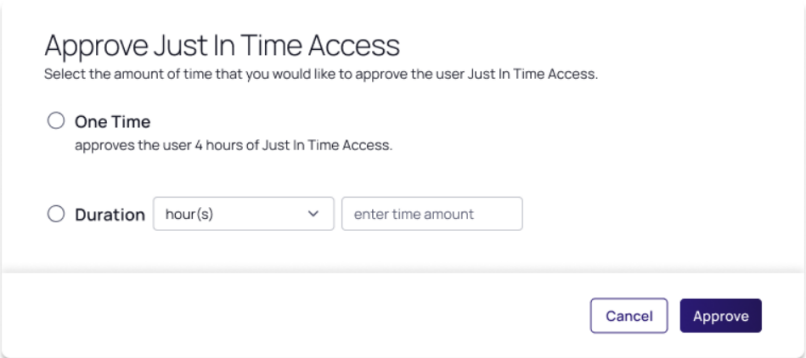 Approve Just In Time Access
Select the amount of time that you would like to approve the user Just In Time Access.
One Time
approves the user 4 hours of Just In Time Access.
Duration hour(s) enter time amount
Cancel Approve